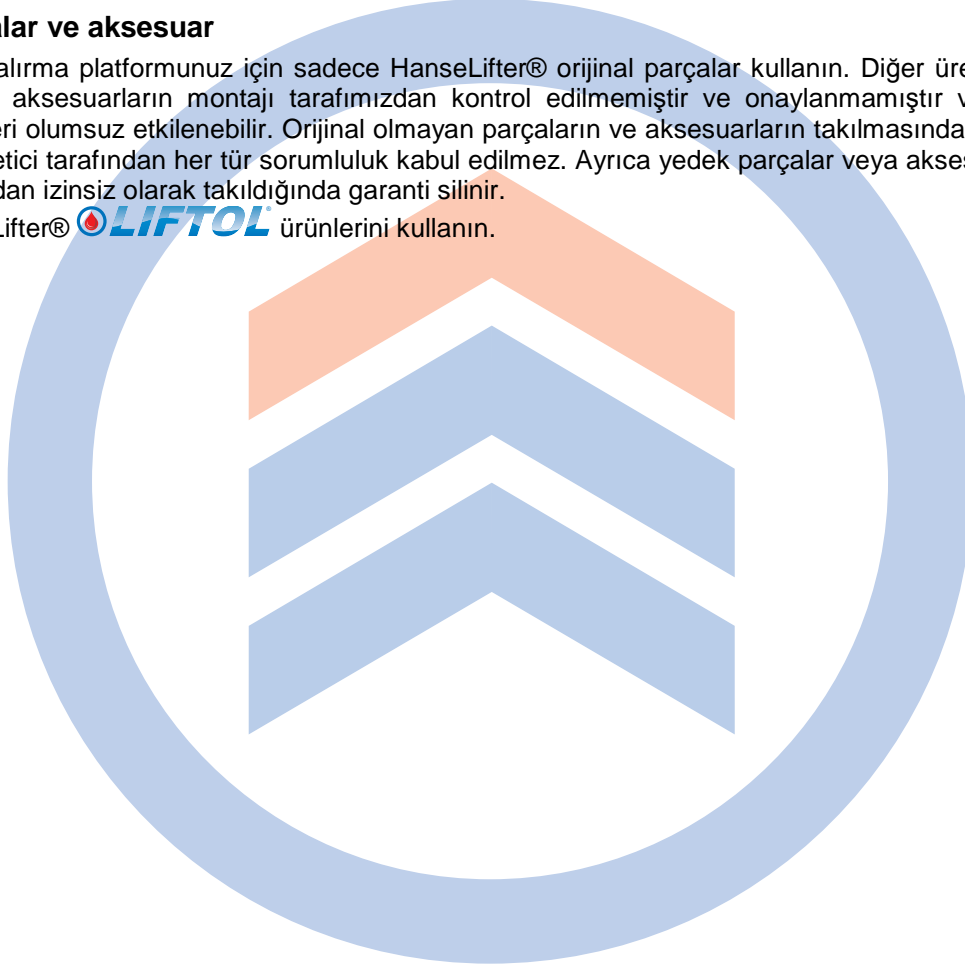 alar ve aksesuar
alırma platformunuz için sadece HanseLifter® orijinal parçalar kullanın. Diğer üre
aksesuarların montajı tarafımızdan kontrol edilmemiştir ve onaylanmamıştır v
eri olumsuz etkilenebilir. Orijinal olmayan parçaların ve aksesuarların takılmasında
etici tarafından her tür sorumluluk kabul edilmez. Ayrıca yedek parçalar veya akses
dan izinsiz olarak takıldığında garanti silinir.
Lifter® LIFTOL ürünlerini kullanın.